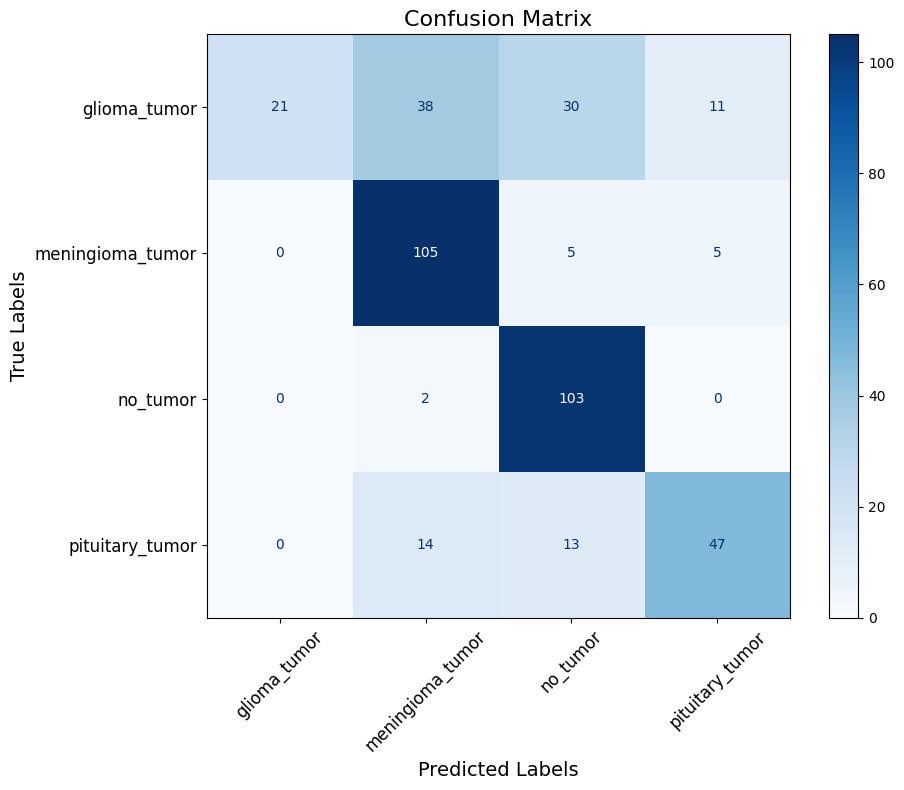 Confusion Matrix
True Labels
glioma_tumor 21 38 30 11
meningioma_tumor 0 105 5 5
no_tumor 0 2 103 0
pituitary_tumor 0 14 13 47
glioma_tumor meningioma_tumor no_tumor pituitary_tumor
Predicted Labels
100
80
60
40
20
0